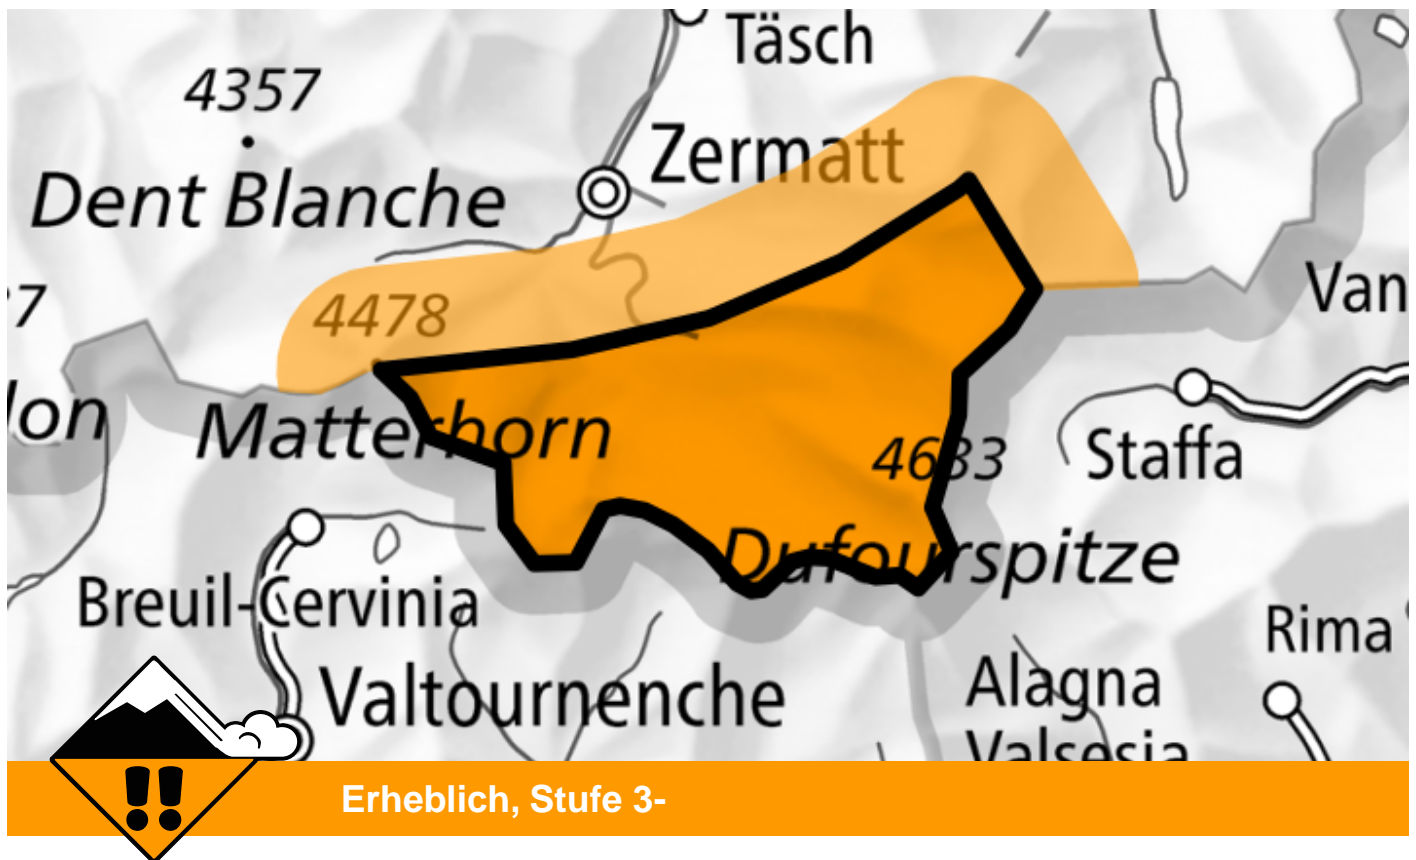 Täsch
4357
Zermatt
Dent Blanche
7
4478
Van
lon
Matterhorn
4633
Staffa
Dufourspitze
Breuil-Cervinia
Rima
Valtournenche
Alagna
Valsesia
!!
Erheblich, Stufe 3-